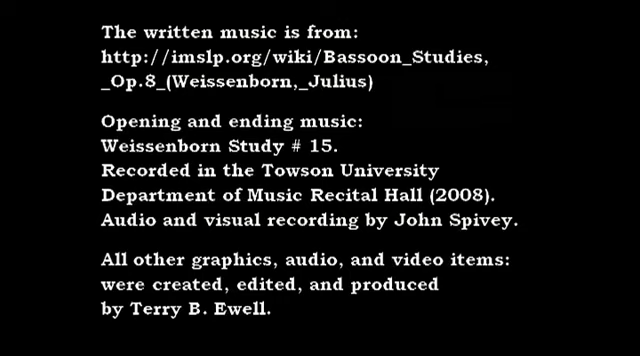 The written music is from:
http://imslp.org/wiki/Bassoon_Studies,
_Op.8_(Weissenborn,_Julius)
Opening and ending music:
Weissenborn Study # 15.
Recorded in the Towson University
Department of Music Recital Hall (2008).
Audio and visual recording by John Spivey.
All other graphics, audio, and video items:
were created, edited, and produced
by Terry B. Ewell.